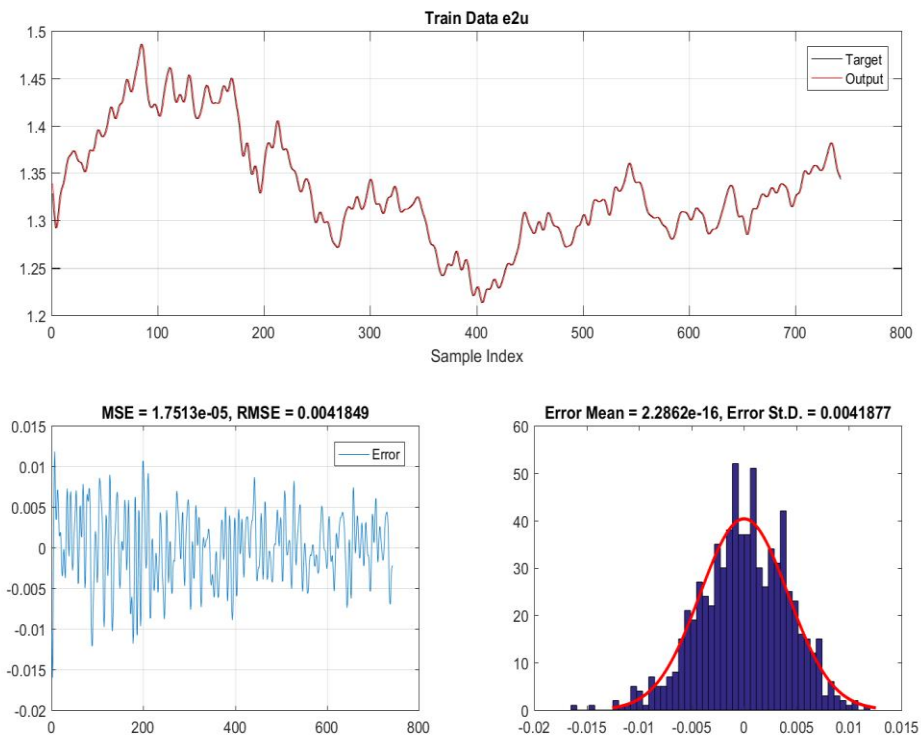 Train Data e2u
1.5
1.45
1.4
1.35
1.3
1.25
1.2
0 100 200 300 400 500 600 700 800
Sample Index
Target
Output
MSE = 1.7513e-05, RMSE = 0.0041849
0.015
0.01
0.005
0
-0.005
-0.01
-0.015
-0.02
0 200 400 600 800
Error
Error Mean = 2.2862e-16, Error St.D. = 0.0041877
60
50
40
30
20
10
0
-0.02 -0.015 -0.01 -0.005 0 0.005 0.01 0.015